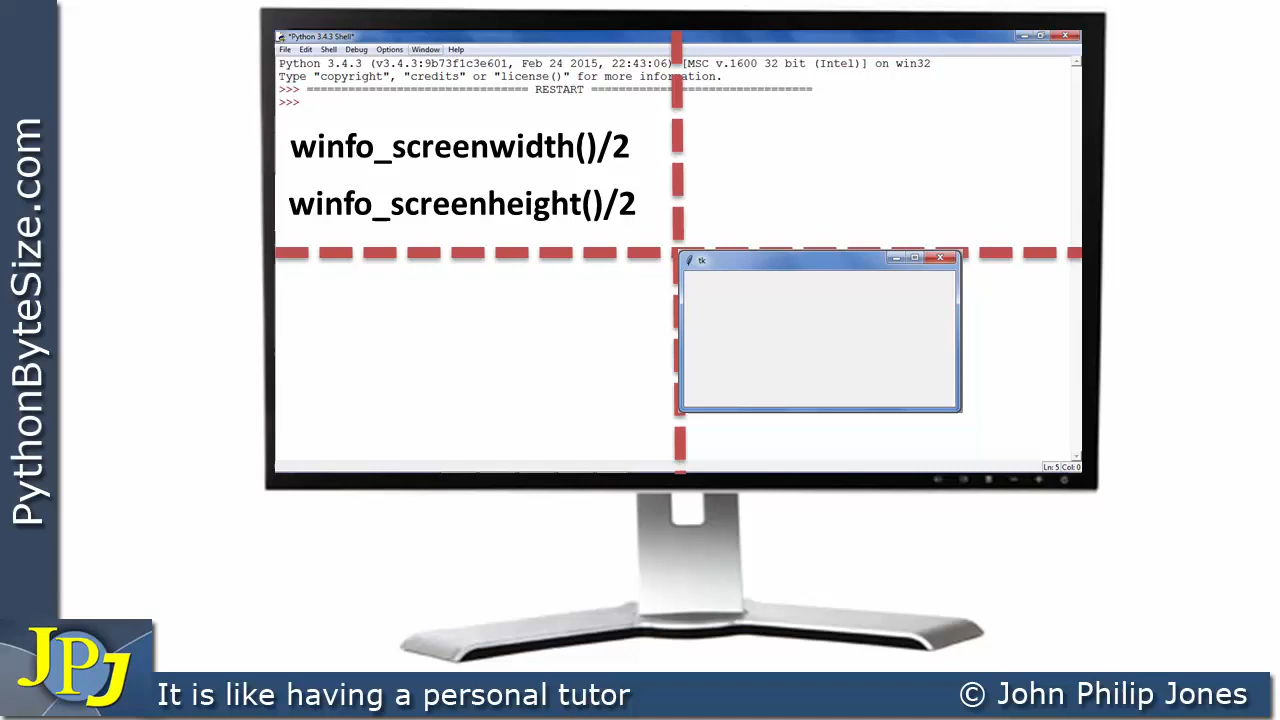 *Python 3.4.3 Shell*
File Edit Shell Debug Options Window Help
Python 3.4.3 (v3.4.3:9b73f1c3e601, Feb 24 2015, 22:43:06) [MSC v.1600 32 bit (Intel)] on win32
Type "copyright", "credits" or "license()" for more information.
>>> ================================ RESTART ================================
>>>
winfo_screenwidth()/2
winfo_screenheight()/2
tk
Ln: 5 Col: 0
PythonByteSize.com
JPJ
It is like having a personal tutor
© John Philip Jones